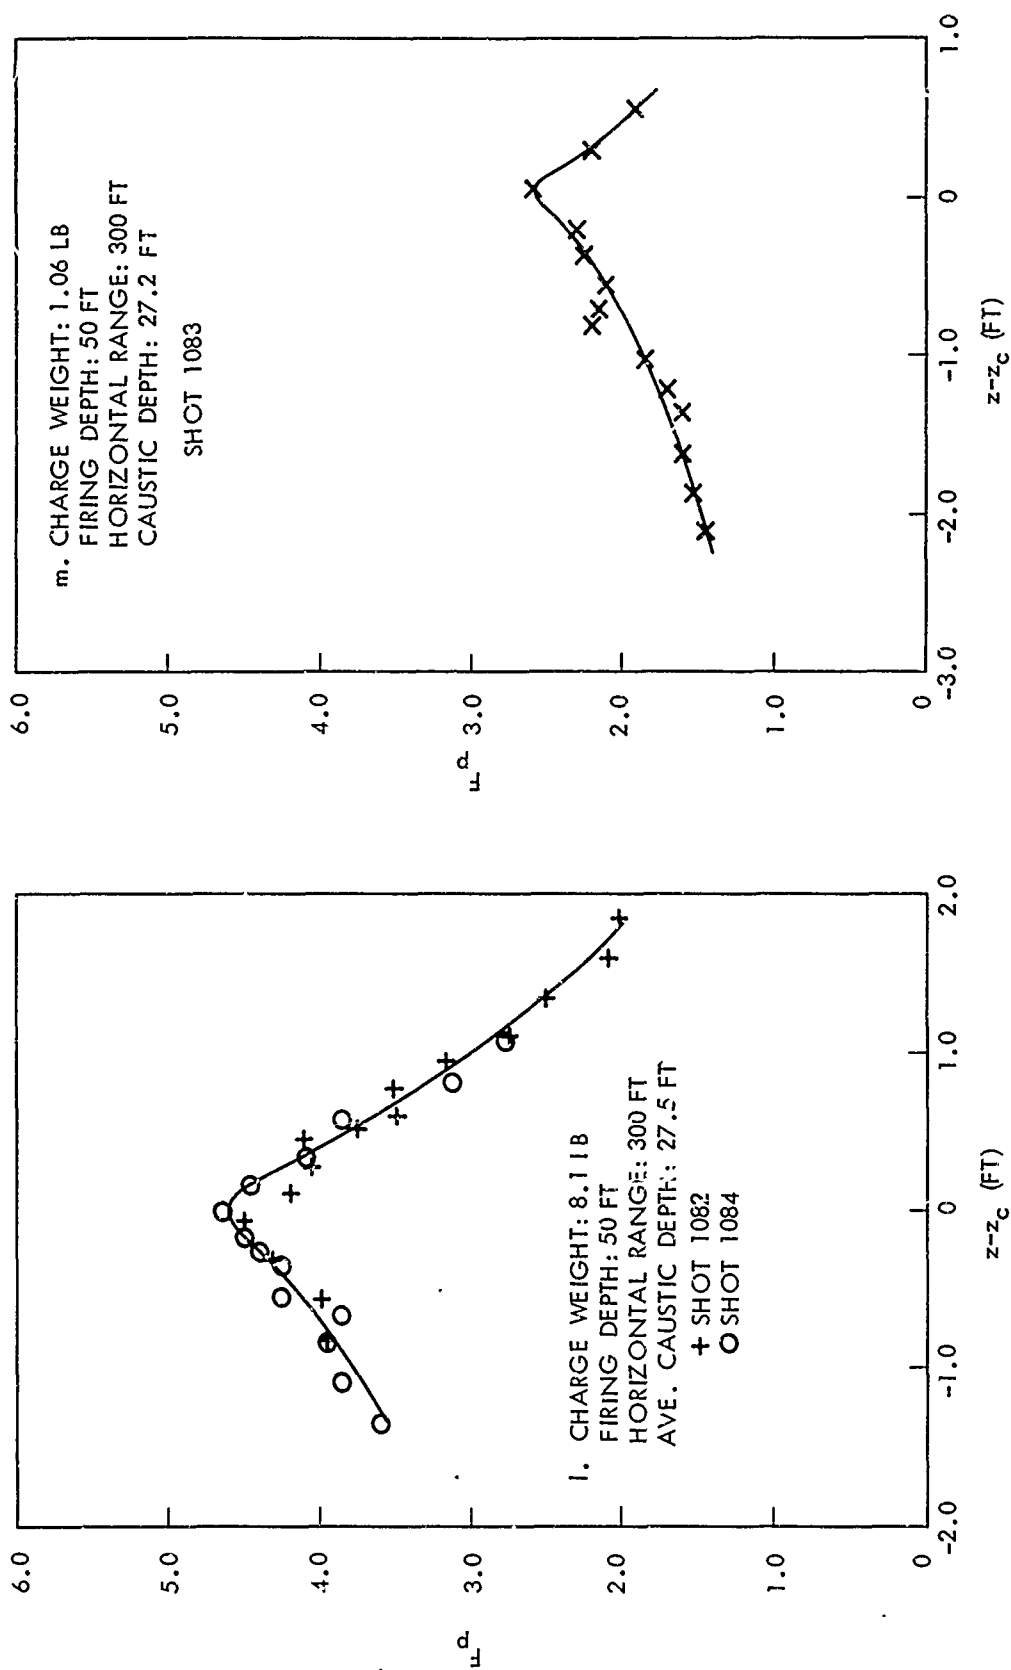 6.0
5.0
4.0
3.0
2.0
1.0
0
-2.0
-1.0
0
1.0
2.0
Fp
z-zc (FT)
l. CHARGE WEIGHT: 8.1 LB
FIRING DEPTH: 50 FT
HORIZONTAL RANGE: 300 FT
AVE. CAUSTIC DEPTH: 27.5 FT
+ SHOT 1082
O SHOT 1084
6.0
5.0
4.0
3.0
2.0
1.0
0
-3.0
-2.0
-1.0
0
1.0
Fp
z-zc (FT)
m. CHARGE WEIGHT: 1.06 LB
FIRING DEPTH: 50 FT
HORIZONTAL RANGE: 300 FT
CAUSTIC DEPTH: 27.2 FT
SHOT 1083